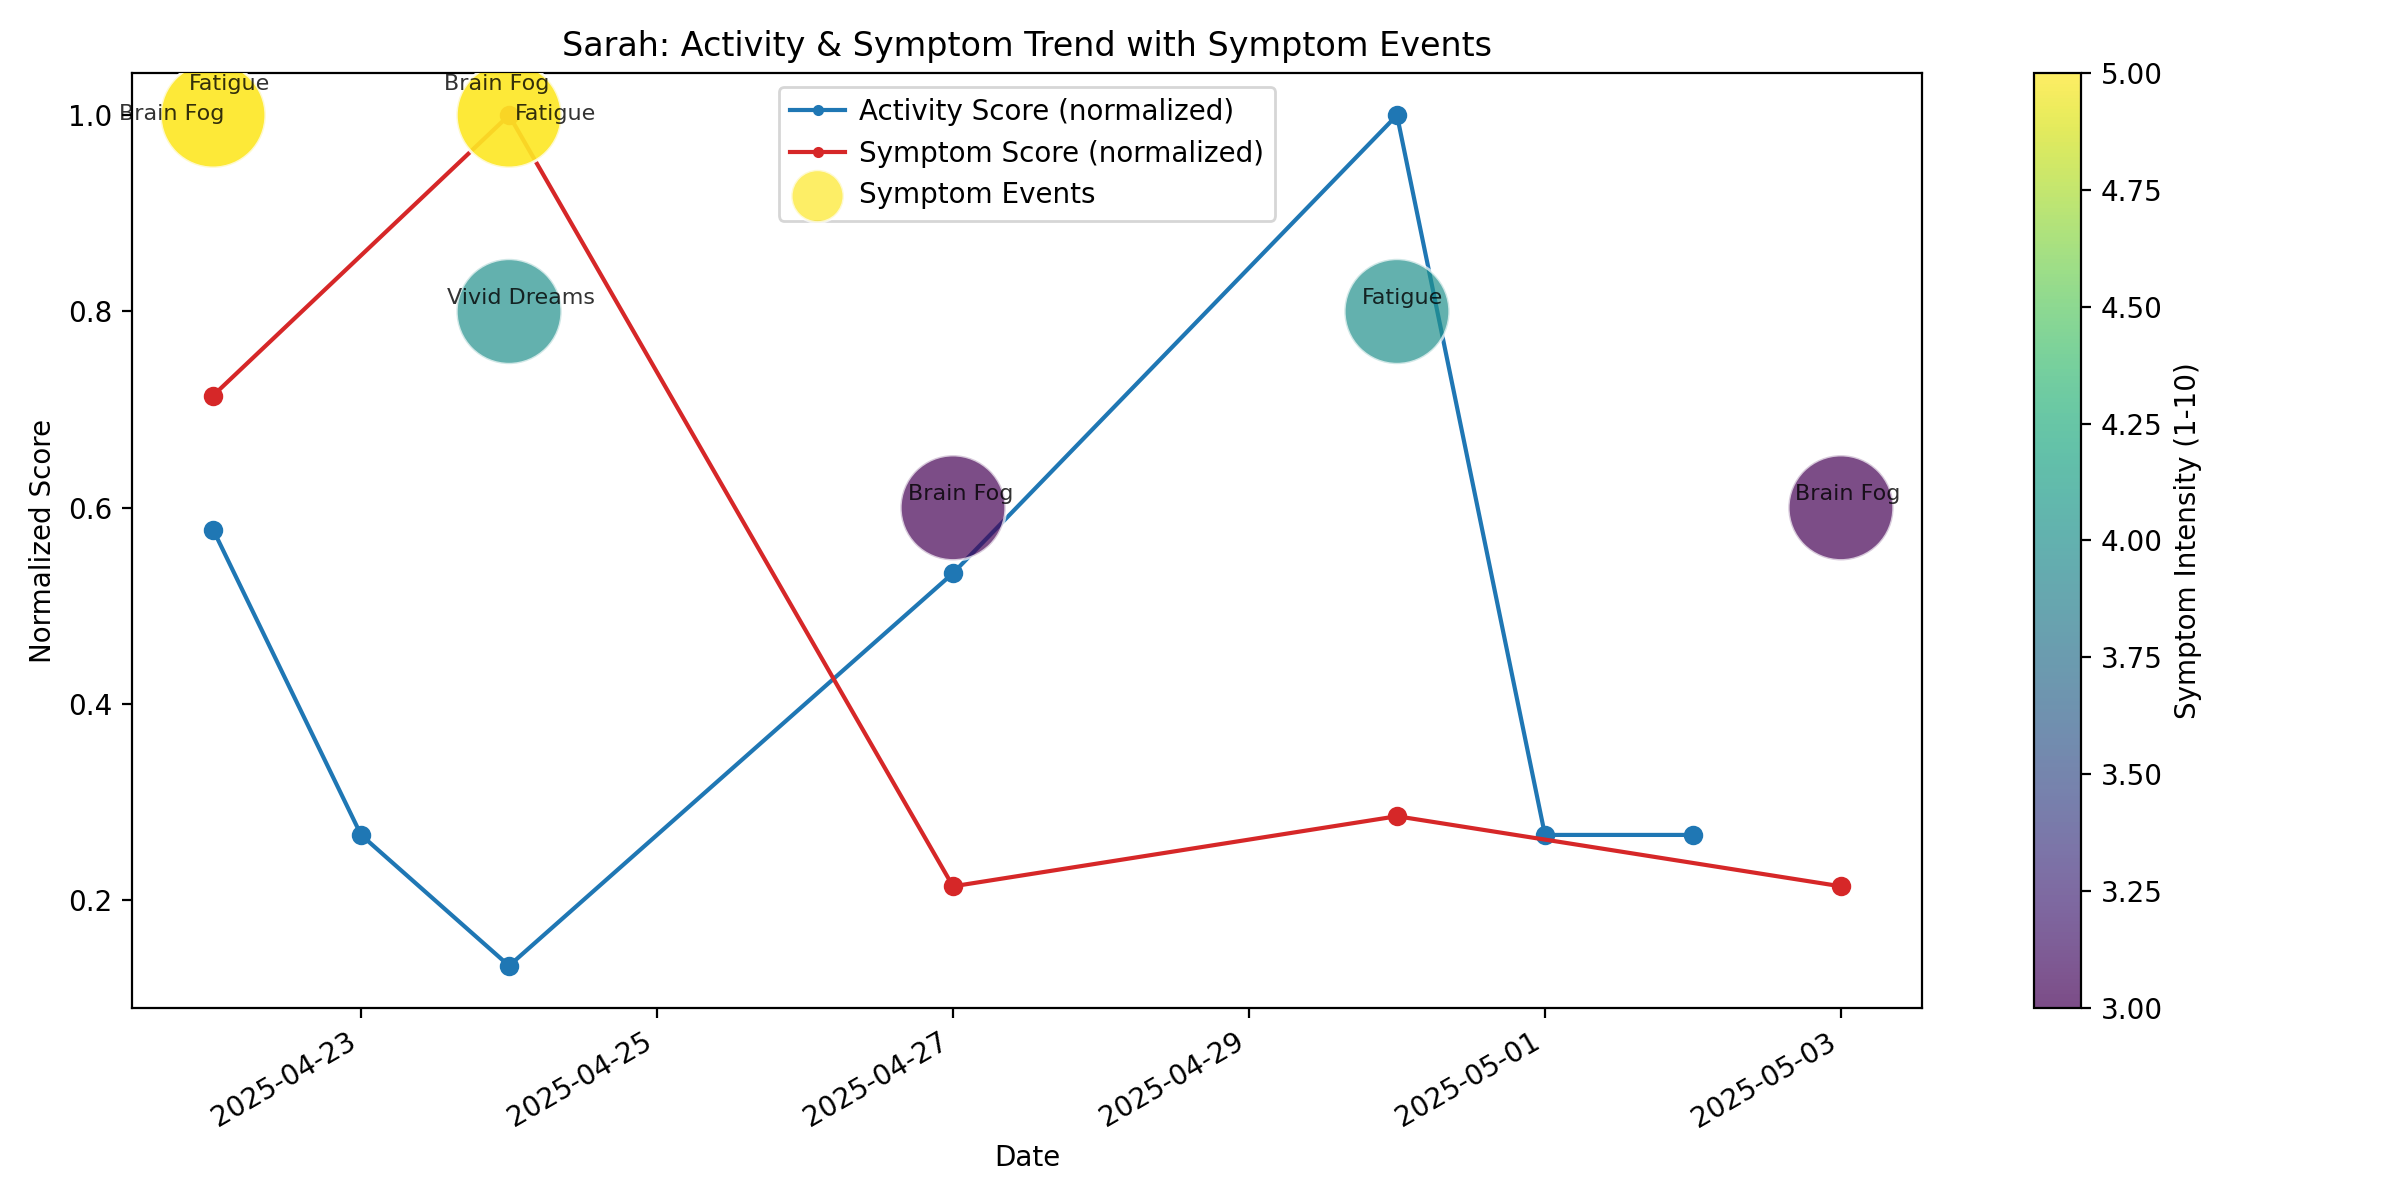 Sarah: Activity & Symptom Trend with Symptom Events
Fatigue
Brain Fog
Brain Fog
Fatigue
Vivid Dreams
Fatigue
Brain Fog
Brain Fog
Activity Score (normalized)
Symptom Score (normalized)
Symptom Events
Normalized Score
1.0
0.8
0.6
0.4
0.2
2025-04-23
2025-04-25
2025-04-27
2025-04-29
2025-05-01
2025-05-03
Date
5.00
4.75
4.50
4.25
4.00
3.75
3.50
3.25
3.00
Symptom Intensity (1-10)